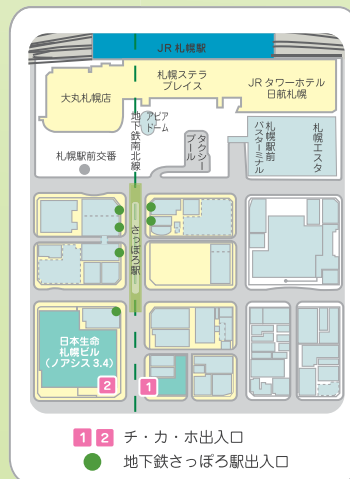 JR 札幌駅
札幌ステラ
プレイス
JRタワーホテル
日航札幌
大丸札幌店
地下鉄南北線
アピア
ドーム
タクシー
プール
札幌駅前
バスターミナル
札幌エスタ
札幌駅前交番
さっぽろ駅
日本生命
札幌ビル
(ノアシス3.4)
2
1
1 2 チ・カ・ホ出入口
地下鉄さっぽろ駅出入口